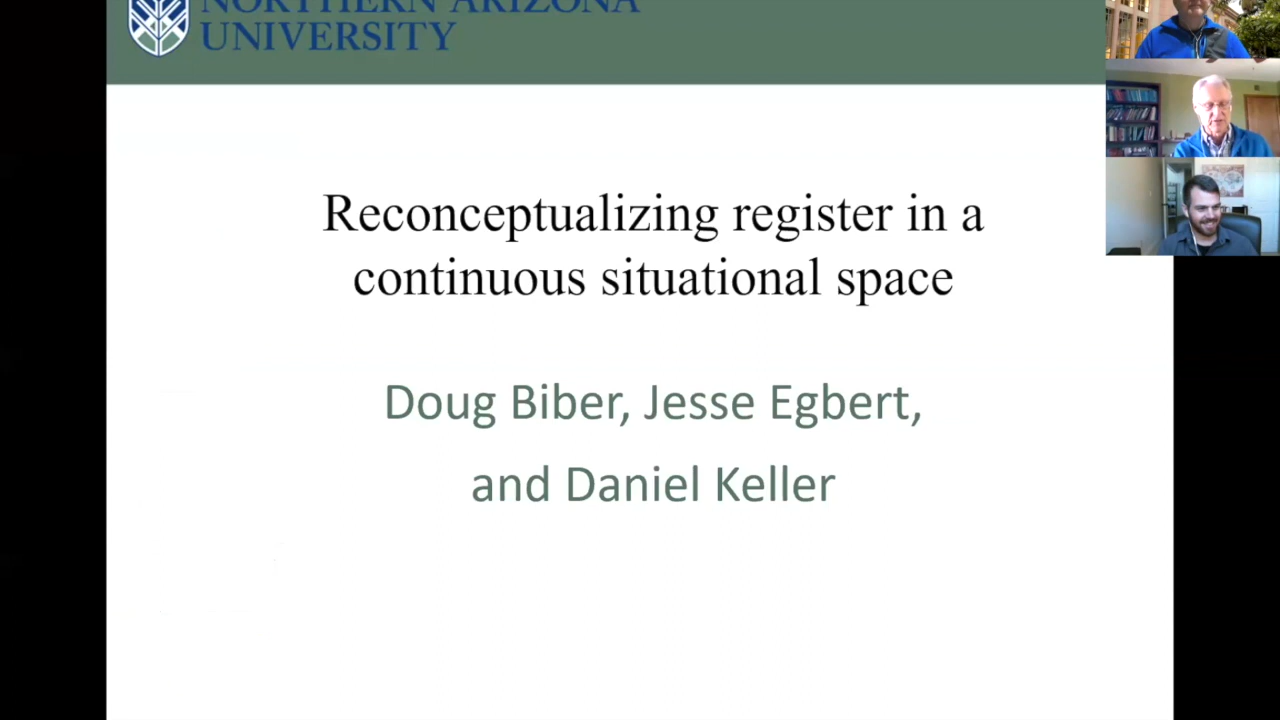 NORTHERN ARIZONA
UNIVERSITY
Reconceptualizing register in a
continuous situational space
Doug Biber, Jesse Egbert,
and Daniel Keller